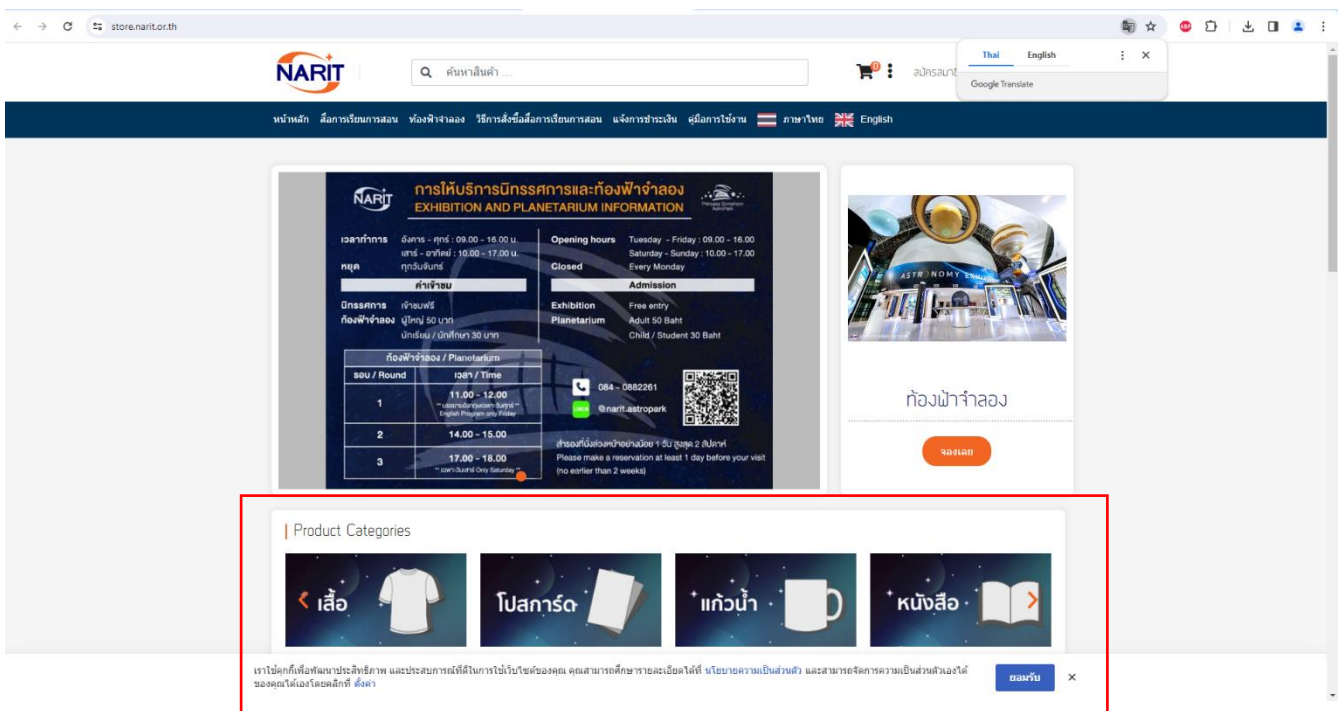 store.narit.or.th
Thai English
Google Translate
NARIT
ค้นหาสินค้า ...
0
หน้าหลัก สื่อการเรียนการสอน ท้องฟ้าจำลอง วิธีการสั่งซื้อสื่อการเรียนการสอน แจ้งการชำระเงิน คู่มือการใช้งาน ภาษาไทย English
NARIT
การให้บริการนิทรรศการและท้องฟ้าจำลอง
EXHIBITION AND PLANETARIUM INFORMATION
เวลาทำการ อังคาร - ศุกร์ : 09.00 - 16.00 น.
เสาร์ - อาทิตย์ : 10.00 - 17.00 น.
หยุด ทุกวันจันทร์
ค่าเข้าชม
นิทรรศการ เข้าชมฟรี
ท้องฟ้าจำลอง ผู้ใหญ่ 50 บาท
นักเรียน / นักศึกษา 30 บาท
Opening hours Tuesday - Friday : 09.00 - 16.00
Saturday - Sunday : 10.00 - 17.00
Closed Every Monday
Admission
Exhibition Free entry
Planetarium Adult 50 Baht
Child / Student 30 Baht
ท้องฟ้าจำลอง / Planetarium
รอบ / Round เวลา / Time
1 11.00 - 12.00
English Program only Friday
2 14.00 - 15.00
3 17.00 - 18.00
** เฉพาะวันเสาร์ Only Saturday **
084 - 0882261
@narit.astropark
สำรองที่นั่งล่วงหน้าอย่างน้อย 1 วัน สูงสุด 2 สัปดาห์
Please make a reservation at least 1 day before your visit
(no earlier than 2 weeks)
ท้องฟ้าจำลอง
จองเลย
Product Categories
เสื้อ
โปสการ์ด
แก้วน้ำ
หนังสือ
เราใช้คุกกี้เพื่อพัฒนาประสิทธิภาพ และประสบการณ์ที่ดีในการใช้เว็บไซต์ของคุณ คุณสามารถศึกษารายละเอียดได้ที่ นโยบายความเป็นส่วนตัว และสามารถจัดการความเป็นส่วนตัวเองได้
ของคุณได้เองโดยคลิกที่ ตั้งค่า
ยอมรับ